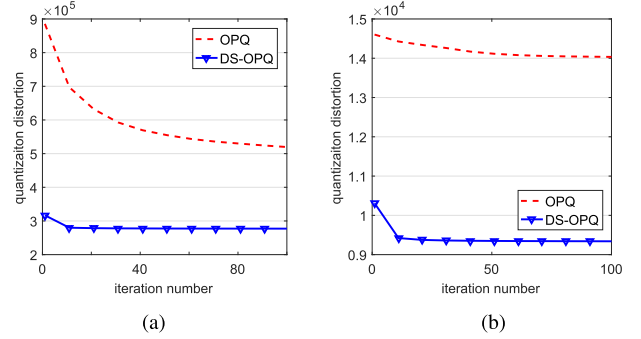 ×10⁵
9
8
7
6
5
4
3
2
0
40
80
quantizaiton distortion
iteration number
OPQ
DS-OPQ
(a)
×10⁴
1.5
1.4
1.3
1.2
1.1
1
0.9
0
50
100
quantizaiton distortion
iteration number
OPQ
DS-OPQ
(b)